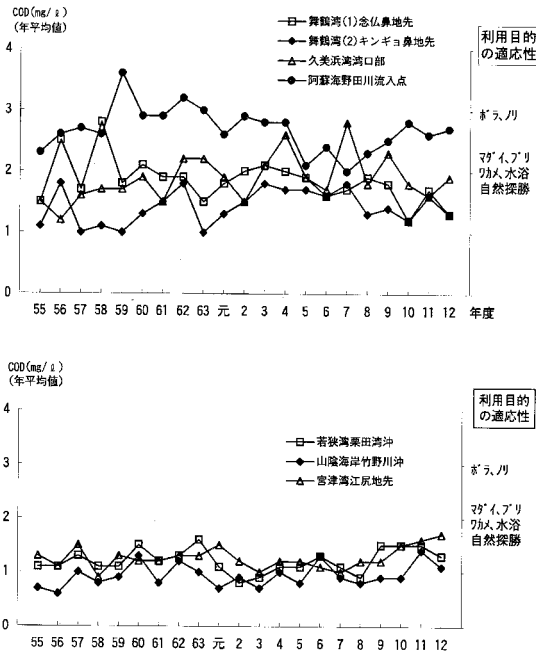 COD(mg/ℓ)
(年平均値)
舞鶴湾(1)念仏鼻地先
舞鶴湾(2)キンギョ鼻地先
久美浜湾湾口部
阿蘇海野田川流入点
利用目的
の適応性
4
3
2
1
0
ボラ、ノリ
マダイ、ブリ
ワカメ、水浴
自然探勝
55 56 57 58 59 60 61 62 63 元 2 3 4 5 6 7 8 9 10 11 12 年度
COD(mg/ℓ)
(年平均値)
利用目的
の適応性
若狭湾栗田湾沖
山陰海岸竹野川沖
宮津湾江尻地先
4
3
2
1
0
ボラ、ノリ
マダイ、ブリ
ワカメ、水浴
自然探勝
55 56 57 58 59 60 61 62 63 元 2 3 4 5 6 7 8 9 10 11 12